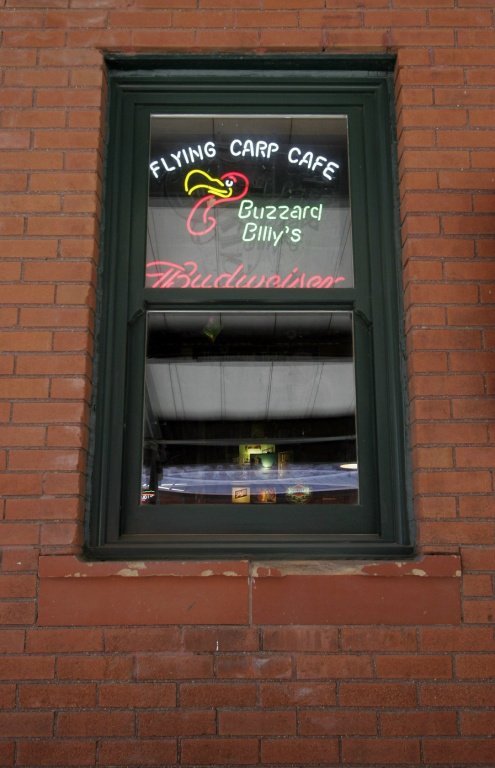 FLYING CARP CAFE
Buzzard
Billy's
Budweiser